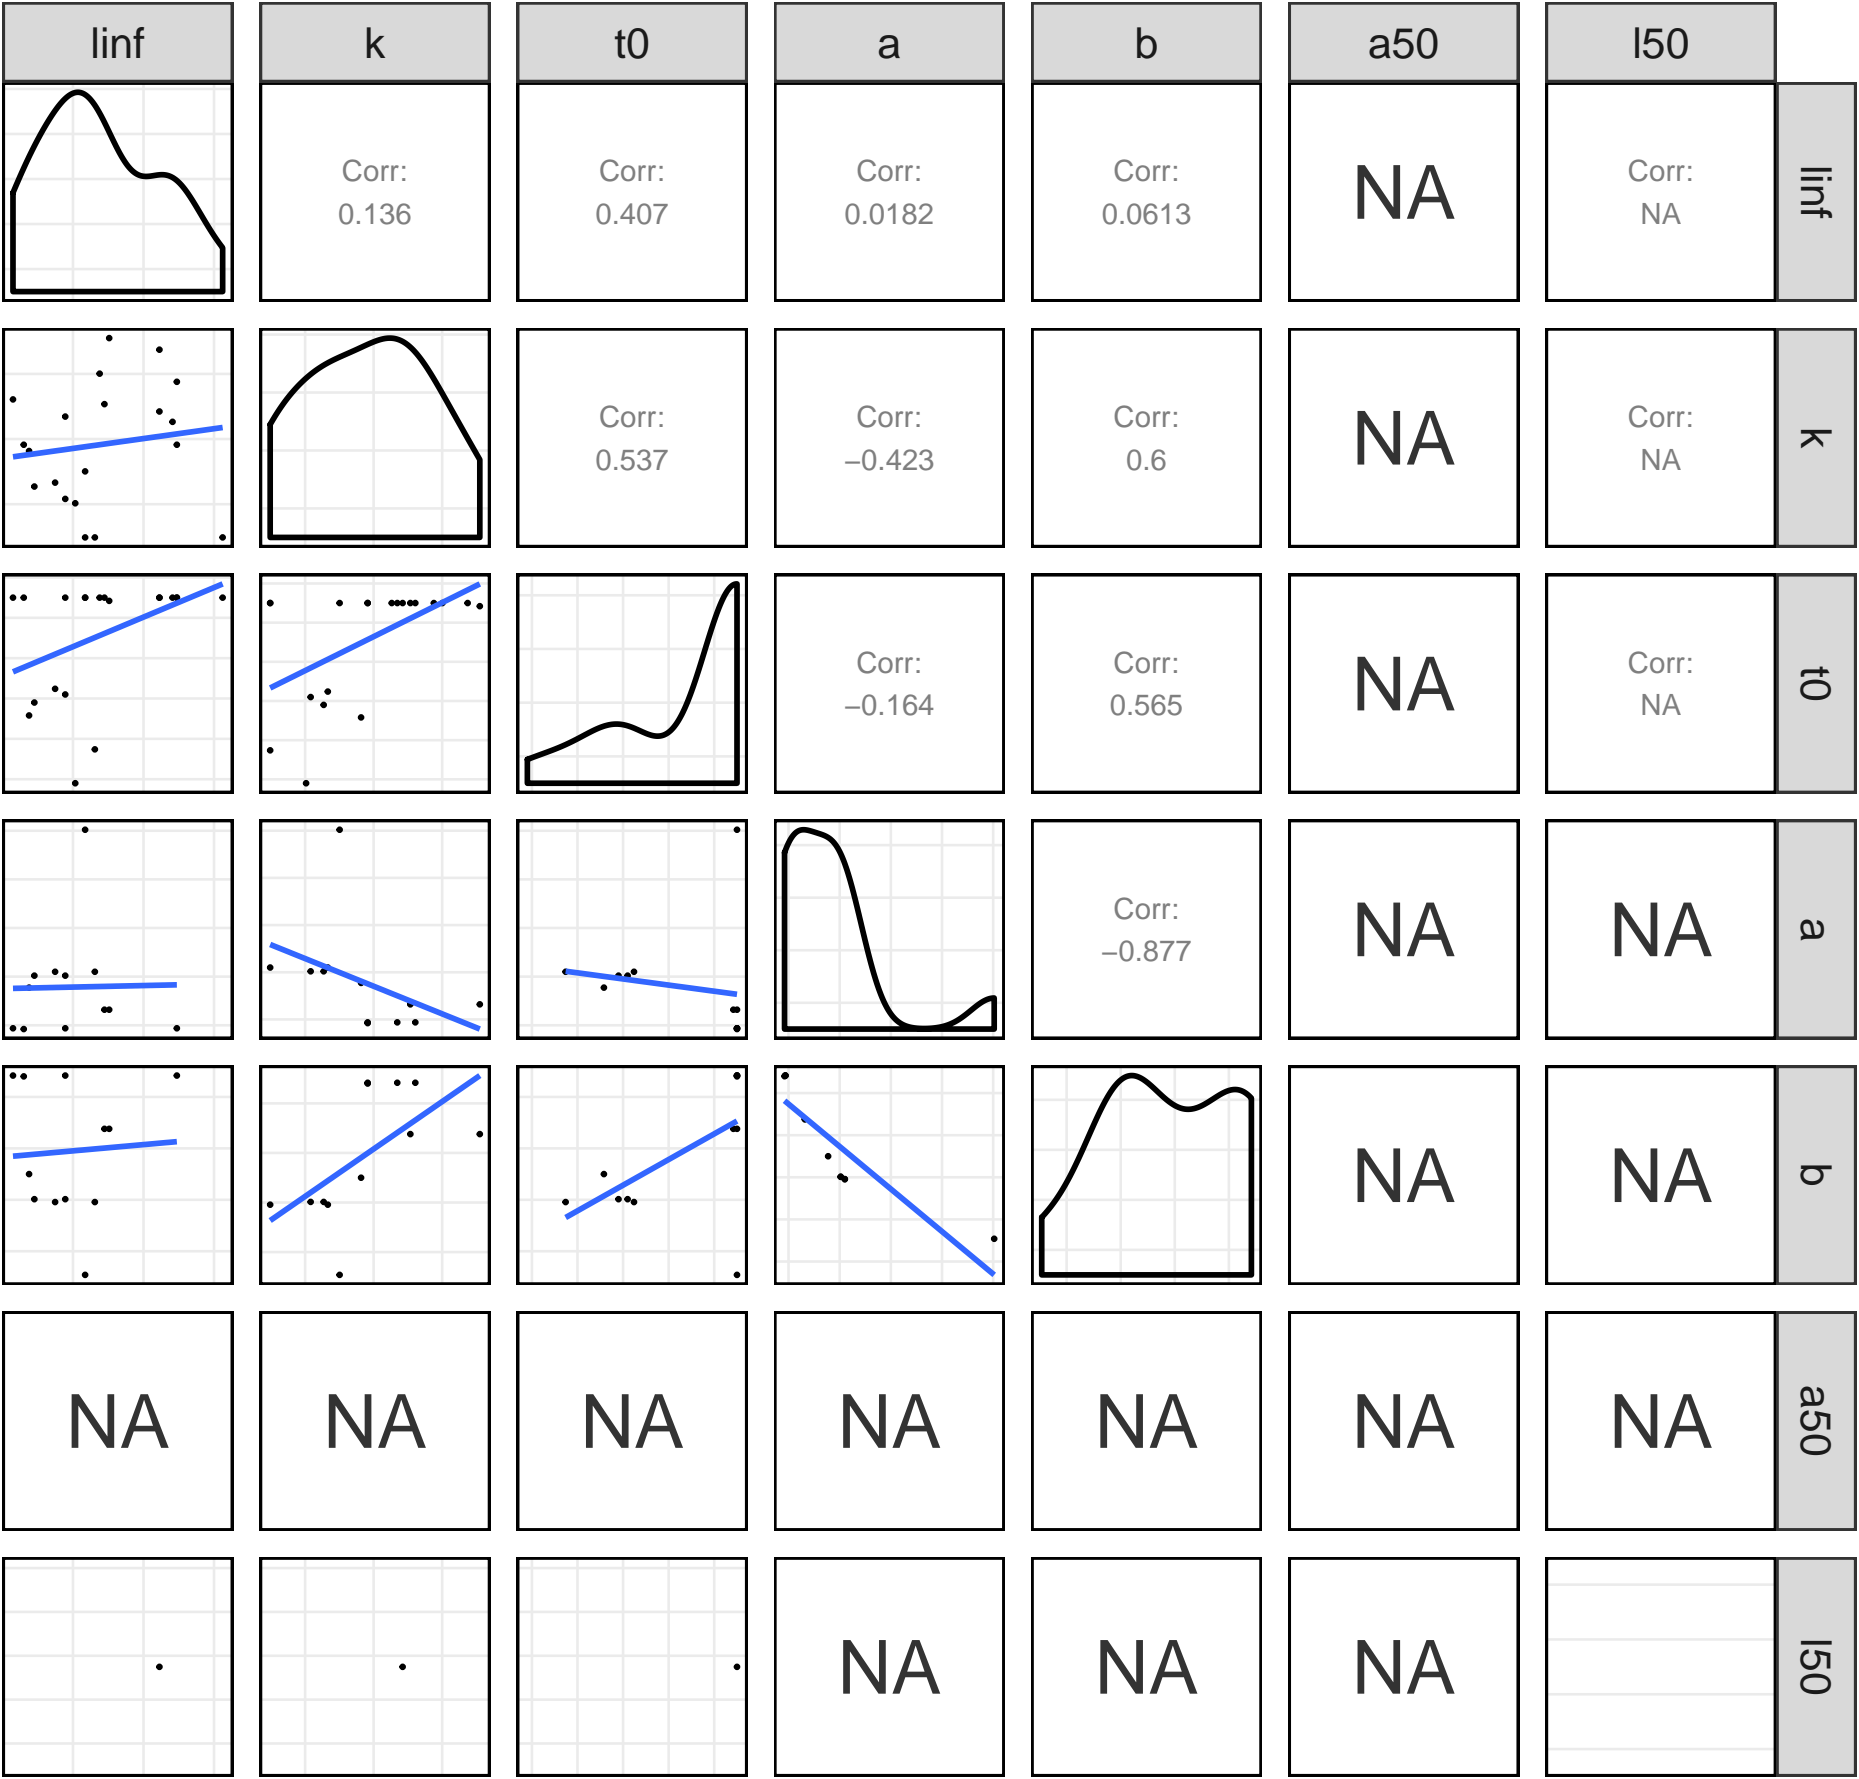 linf k t0 a b a50 l50
Corr: Corr: Corr: Corr: NA Corr:
0.136 0.407 0.0182 0.0613 NA
linf
Corr: Corr: Corr: NA Corr:
0.537 −0.423 0.6 NA
k
Corr: Corr: NA Corr:
−0.164 0.565 NA
t0
Corr: NA NA
−0.877
a
NA NA
b
NA NA NA NA NA NA NA
a50
NA NA NA
l50